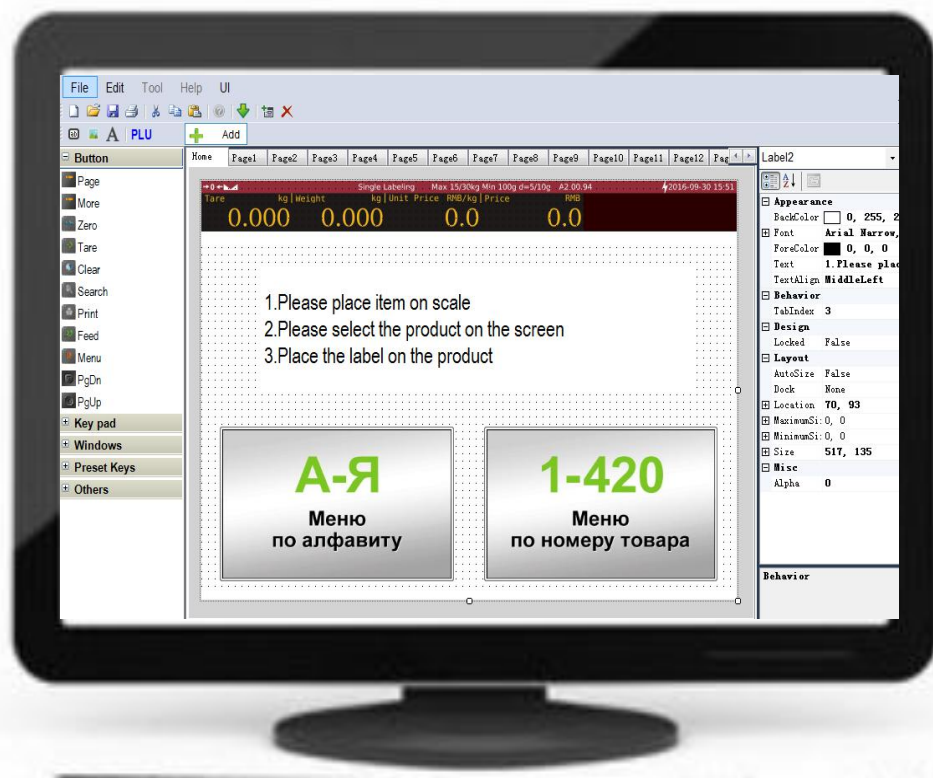 File Edit Tool Help UI
PLU Add
Button
Home Page1 Page2 Page3 Page4 Page5 Page6 Page7 Page8 Page9 Page10 Page11 Page12 Pag
Label2
Page
More
Zero
Tare
Clear
Search
Print
Feed
Menu
PgDn
PgUp
Key pad
Windows
Preset Keys
Others
Single Labeling Max 15/30kg Min 100g d=5/10g A2.00.94 2016-09-30 15:51
Tare kg Weight kg Unit Price RMB/kg Price RMB
0.000 0.000 0.0 0.0
1.Please place item on scale
2.Please select the product on the screen
3.Place the label on the product
А-Я
Меню
по алфавиту
1-420
Меню
по номеру товара
Appearance
BackColor 0, 255, 2
Font Arial Narrow,
ForeColor 0, 0, 0
Text 1.Please plac
TextAlign MiddleLeft
Behavior
TabIndex 3
Design
Locked False
Layout
AutoSize False
Dock None
Location 70, 93
MaximumSi: 0, 0
MinimumSi: 0, 0
Size 517, 135
Misc
Alpha 0
Behavior